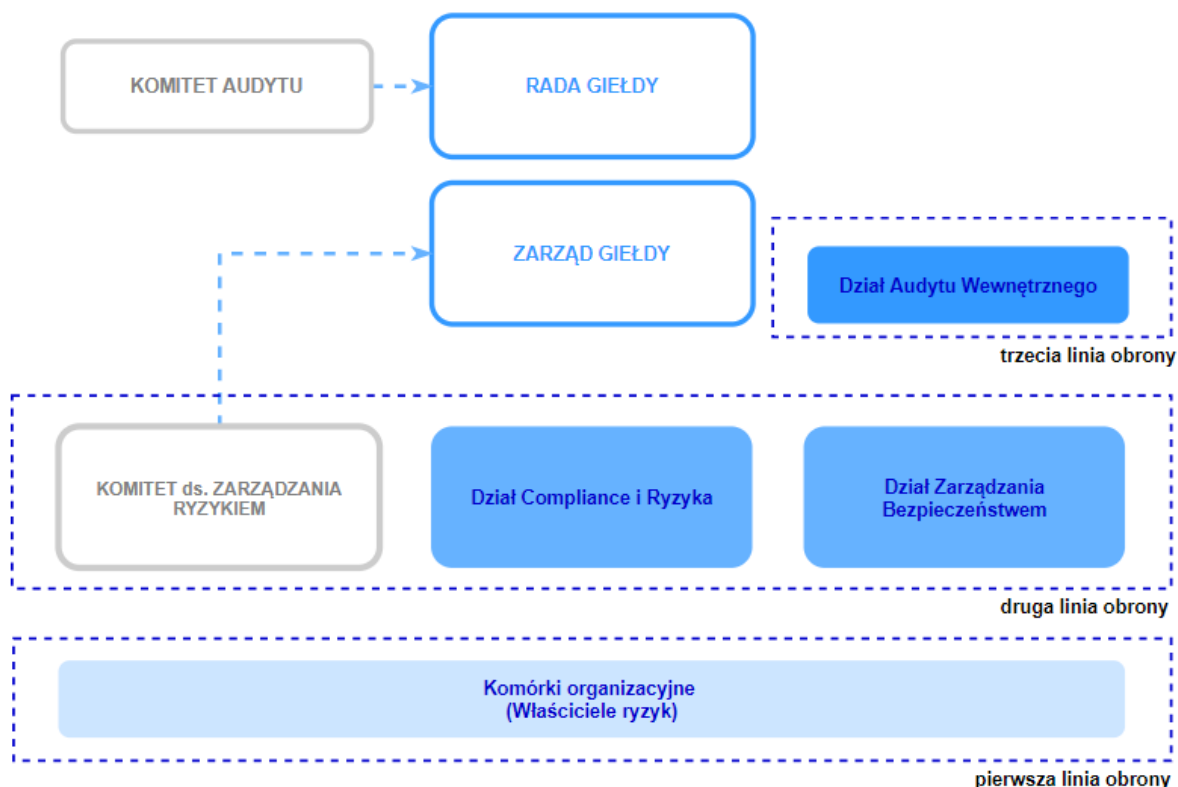 KOMITET AUDYTU
RADA GIEŁDY
ZARZĄD GIEŁDY
Dział Audytu Wewnętrznego
trzecia linia obrony
KOMITET ds. ZARZĄDZANIA
RYZYKIEM
Dział Compliance i Ryzyka
Dział Zarządzania
Bezpieczeństwem
druga linia obrony
Komórki organizacyjne
(Właściciele ryzyk)
pierwsza linia obrony